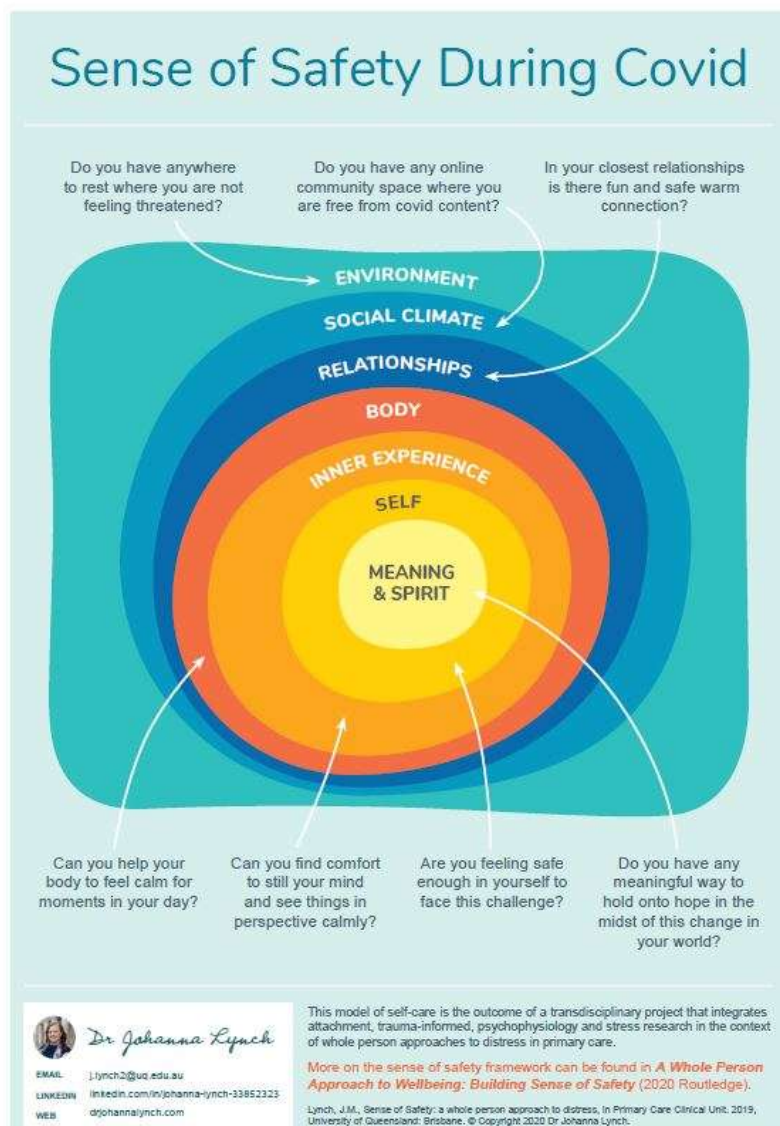 Sense of Safety During Covid
Do you have anywhere
to rest where you are not
feeling threatened?
Do you have any online
community space where you
are free from covid content?
In your closest relationships
is there fun and safe warm
connection?
ENVIRONMENT
SOCIAL CLIMATE
RELATIONSHIPS
BODY
INNER EXPERIENCE
SELF
MEANING
& SPIRIT
Can you help your
body to feel calm for
moments in your day?
Can you find comfort
to still your mind
and see things in
perspective calmly?
Are you feeling safe
enough in yourself to
face this challenge?
Do you have any
meaningful way to
hold onto hope in the
midst of this change in
your world?
Dr Johanna Lynch
EMAIL j.lynch2@uq.edu.au
LINKEDIN linkedin.com/in/johanna-lynch-33852323
WEB drjohannalynch.com
This model of self-care is the outcome of a transdisciplinary project that integrates
attachment, trauma-informed, psychophysiology and stress research in the context
of whole person approaches to distress in primary care.
More on the sense of safety framework can be found in A Whole Person
Approach to Wellbeing: Building Sense of Safety (2020 Routledge).
Lynch, J.M., Sense of Safety: a whole person approach to distress, in Primary Care Clinical Unit. 2019,
University of Queensland: Brisbane. © Copyright 2020 Dr Johanna Lynch.